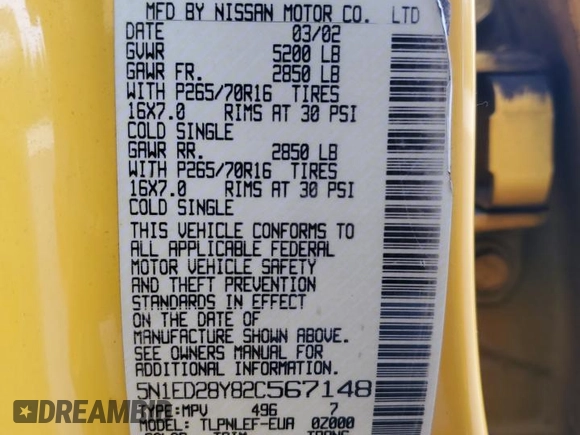 MFD BY NISSAN MOTOR CO. LTD
DATE 03/02
GVWR 5200 LB
GAWR FR. 2850 LB
WITH P265/70R16 TIRES
16X7.0 RIMS AT 30 PSI
COLD SINGLE
GAWR RR. 2850 LB
WITH P265/70R16 TIRES
16X7.0 RIMS AT 30 PSI
COLD SINGLE
THIS VEHICLE CONFORMS TO
ALL APPLICABLE FEDERAL
MOTOR VEHICLE SAFETY
AND THEFT PREVENTION
STANDARDS IN EFFECT
ON THE DATE OF
MANUFACTURE SHOWN ABOVE.
SEE OWNERS MANUAL FOR
ADDITIONAL INFORMATION.
5N1ED28Y82C567148
TYPE:MPV 496 7
MODEL: TLPNLEF-EUA 0Z000
COLOR TRIM TRANS